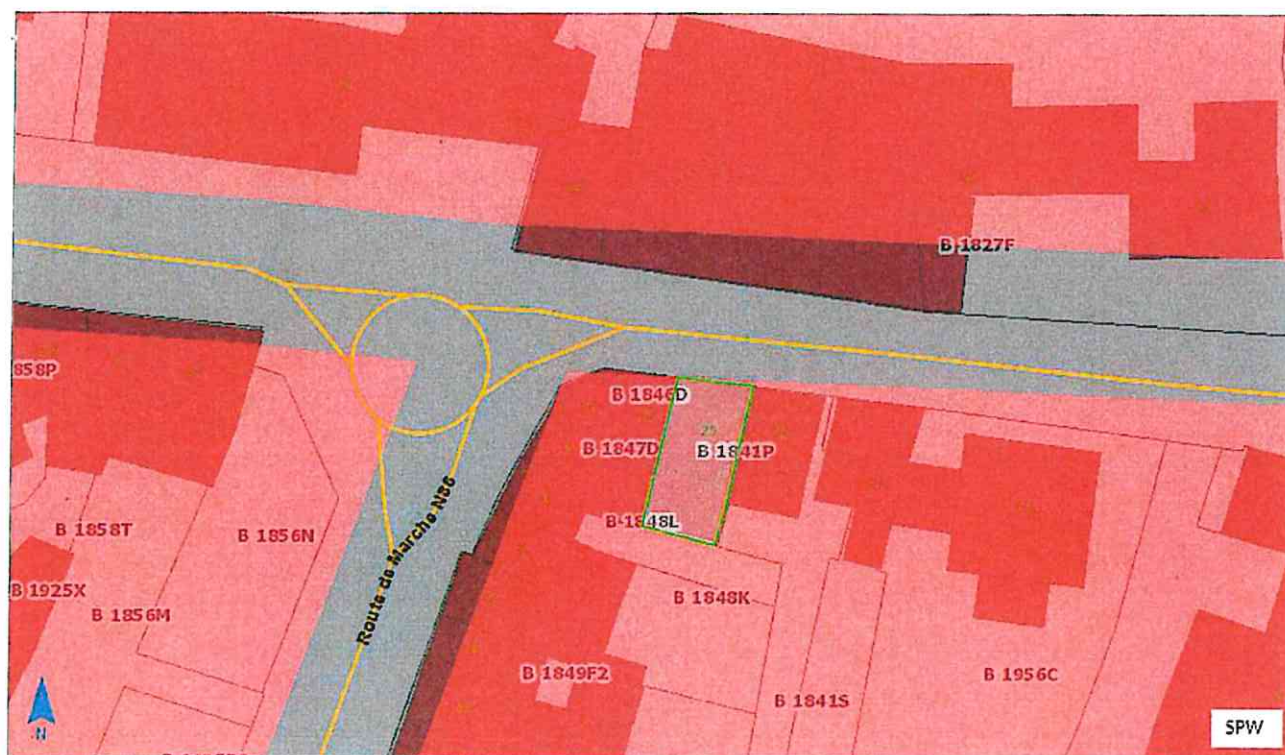 B 1827F
858P
B 1846D
25
B 1847D
B 1841P
B 1848L
B 1858T
B 1856N
Route de Marche N86
B 1925X
B 1856M
B 1848K
B 1849F2
B 1956C
B 1841S
N
SPW